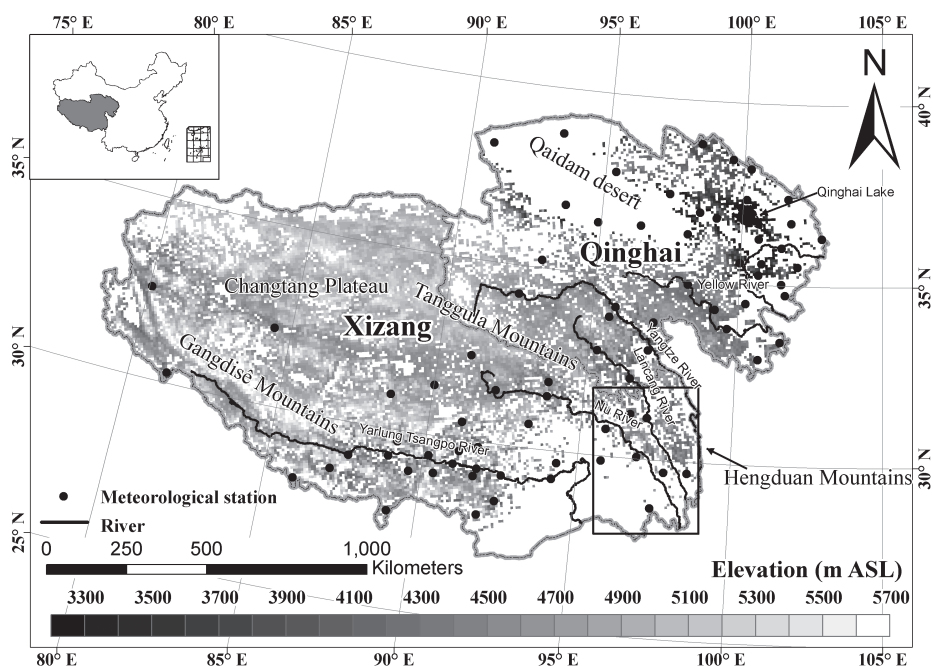 75° E 80° E 85° E 90° E 95° E 100° E 105° E
N
40° N
35° N
Qaidam desert
Qinghai Lake
Qinghai
Changtang Plateau
Yellow River
35° N
Tanggula Mountains
Xizang
30° N
Gangdisê Mountains
Yangtze River
Lancang River
Nu River
Yarlung Tsangpo River
30° N
Hengduan Mountains
Meteorological station
River
25° N
0 250 500 1,000
Kilometers
Elevation (m ASL)
3300 3500 3700 3900 4100 4300 4500 4700 4900 5100 5300 5500 5700
80° E 85° E 90° E 95° E 100° E 105° E